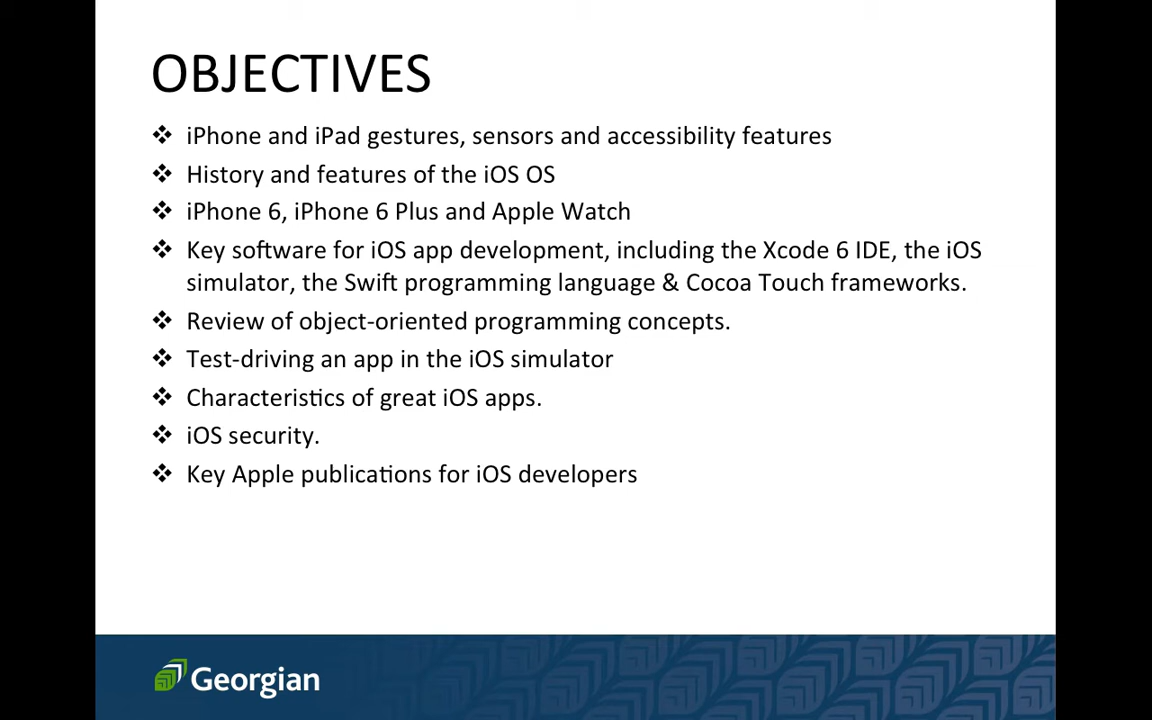 OBJECTIVES
❖ iPhone and iPad gestures, sensors and accessibility features
❖ History and features of the iOS OS
❖ iPhone 6, iPhone 6 Plus and Apple Watch
❖ Key software for iOS app development, including the Xcode 6 IDE, the iOS
simulator, the Swift programming language & Cocoa Touch frameworks.
❖ Review of object-oriented programming concepts.
❖ Test-driving an app in the iOS simulator
❖ Characteristics of great iOS apps.
❖ iOS security.
❖ Key Apple publications for iOS developers
Georgian